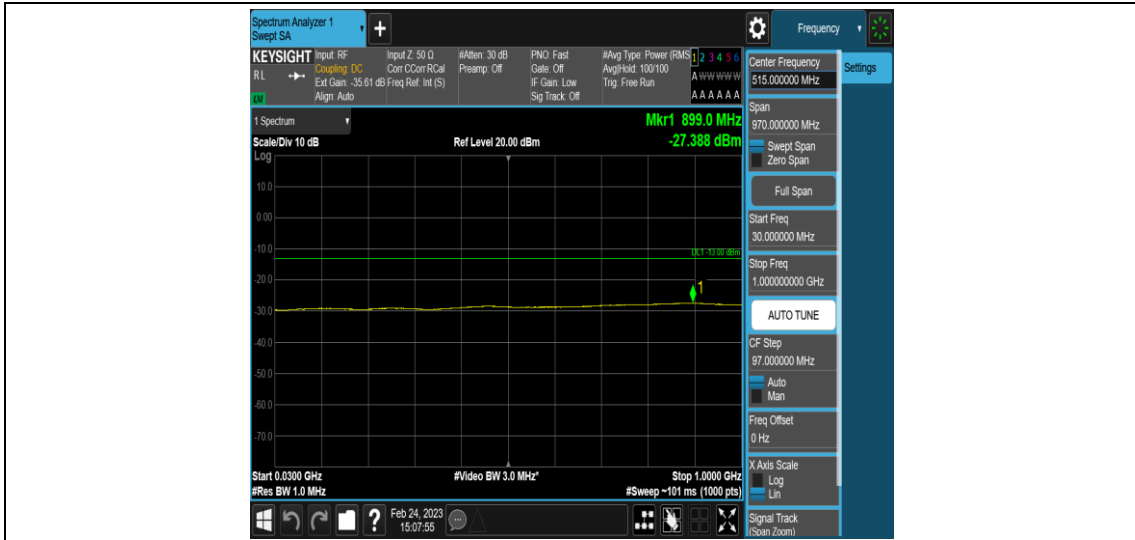 Spectrum Analyzer 1
Swept SA
+
Frequency
KEYSIGHT
RL
LXI
Input: RF
Coupling: DC
Ext Gain: -35.61 dB
Align: Auto
Input Z: 50 Ω
Corr CCorr RCal
Freq Ref: Int (S)
#Atten: 30 dB
Preamp: Off
PNO: Fast
Gate: Off
IF Gain: Low
Sig Track: Off
#Avg Type: Power (RMS
Avg|Hold: 100/100
Trig: Free Run
1 2 3 4 5 6
A W W W W W
A A A A A A
1 Spectrum
Mkr1 899.0 MHz
Scale/Div 10 dB
Ref Level 20.00 dBm
-27.388 dBm
Log
10.0
0.00
-10.0
DL1 -13.00 dBm
-20.0
1
-30.0
-40.0
-50.0
-60.0
-70.0
Start 0.0300 GHz
#Video BW 3.0 MHz*
Stop 1.0000 GHz
#Res BW 1.0 MHz
#Sweep ~101 ms (1000 pts)
Center Frequency
515.000000 MHz
Settings
Span
970.000000 MHz
Swept Span
Zero Span
Full Span
Start Freq
30.000000 MHz
Stop Freq
1.000000000 GHz
AUTO TUNE
CF Step
97.000000 MHz
Auto
Man
Freq Offset
0 Hz
X Axis Scale
Log
Lin
Signal Track
(Span Zoom)
?
Feb 24, 2023
15:07:55